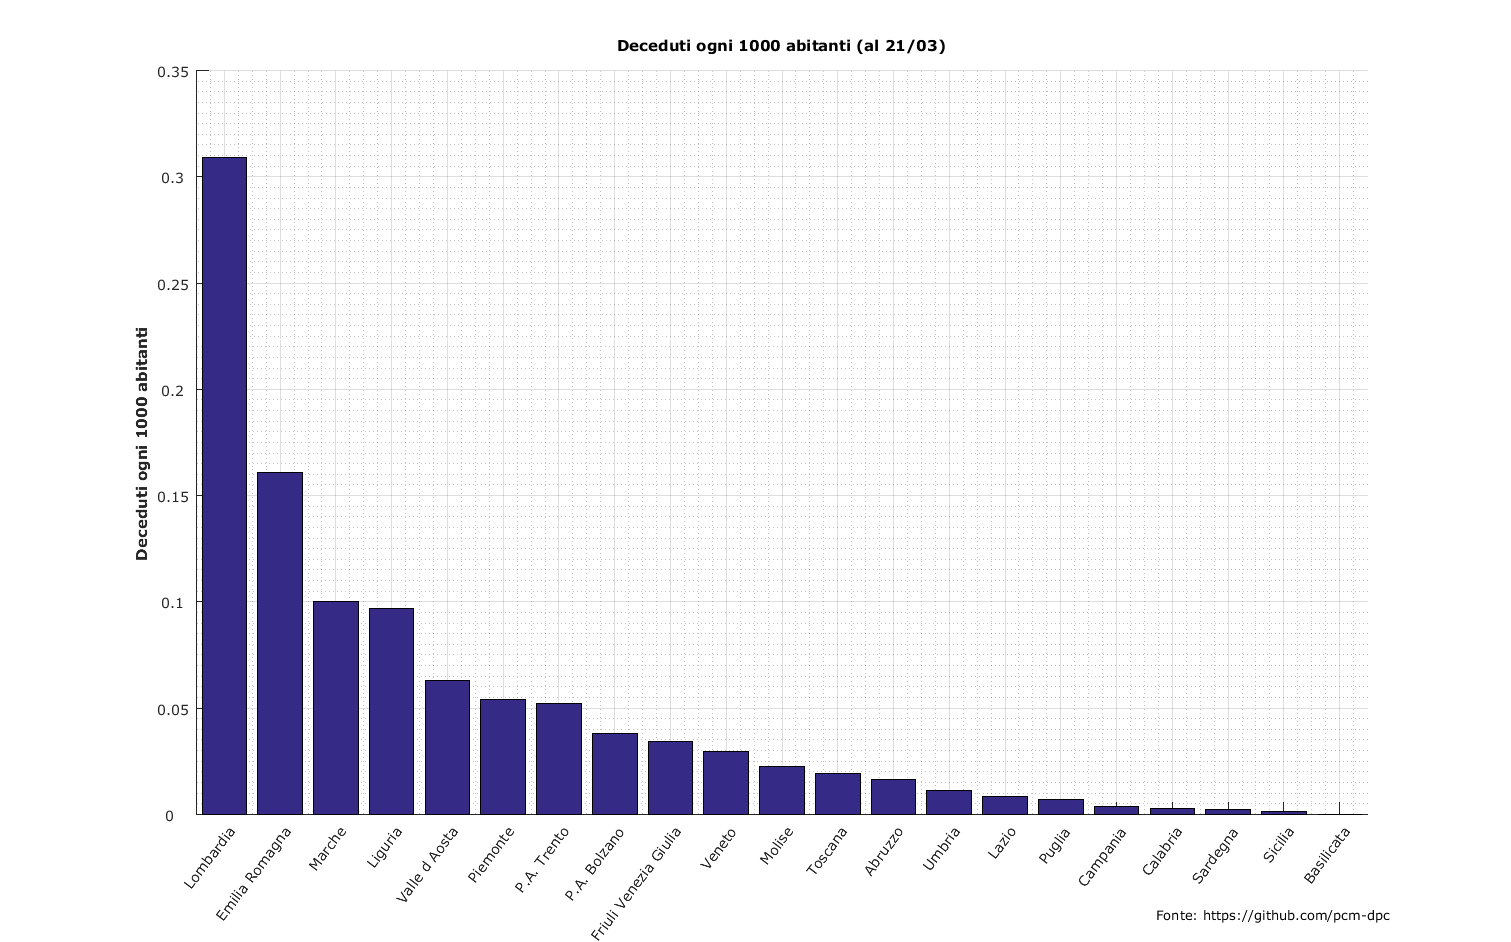 Deceduti ogni 1000 abitanti (al 21/03)
Deceduti ogni 1000 abitanti
0.35
0.3
0.25
0.2
0.15
0.1
0.05
0
Lombardia
Emilia Romagna
Marche
Liguria
Valle d Aosta
Piemonte
P.A. Trento
P.A. Bolzano
Friuli Venezia Giulia
Veneto
Molise
Toscana
Abruzzo
Umbria
Lazio
Puglia
Campania
Calabria
Sardegna
Sicilia
Basilicata
Fonte: https://github.com/pcm-dpc